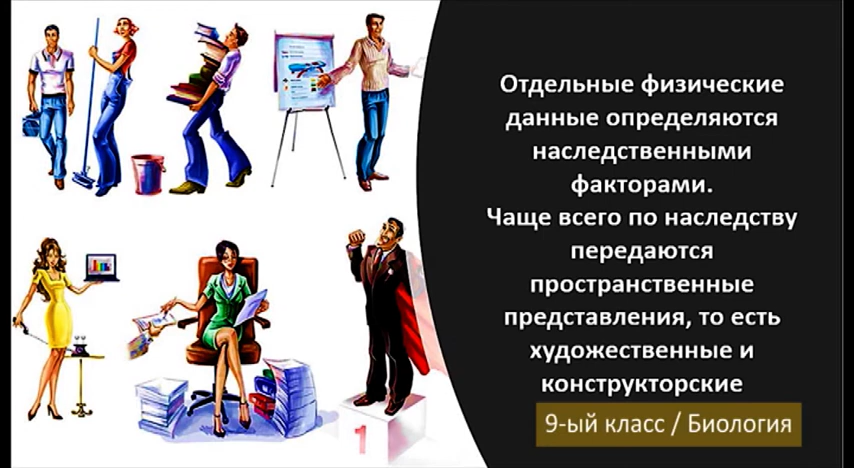 Отдельные физические
данные определяются
наследственными
факторами.
Чаще всего по наследству
передаются
пространственные
представления, то есть
художественные и
конструкторские
9-ый класс / Биология
1